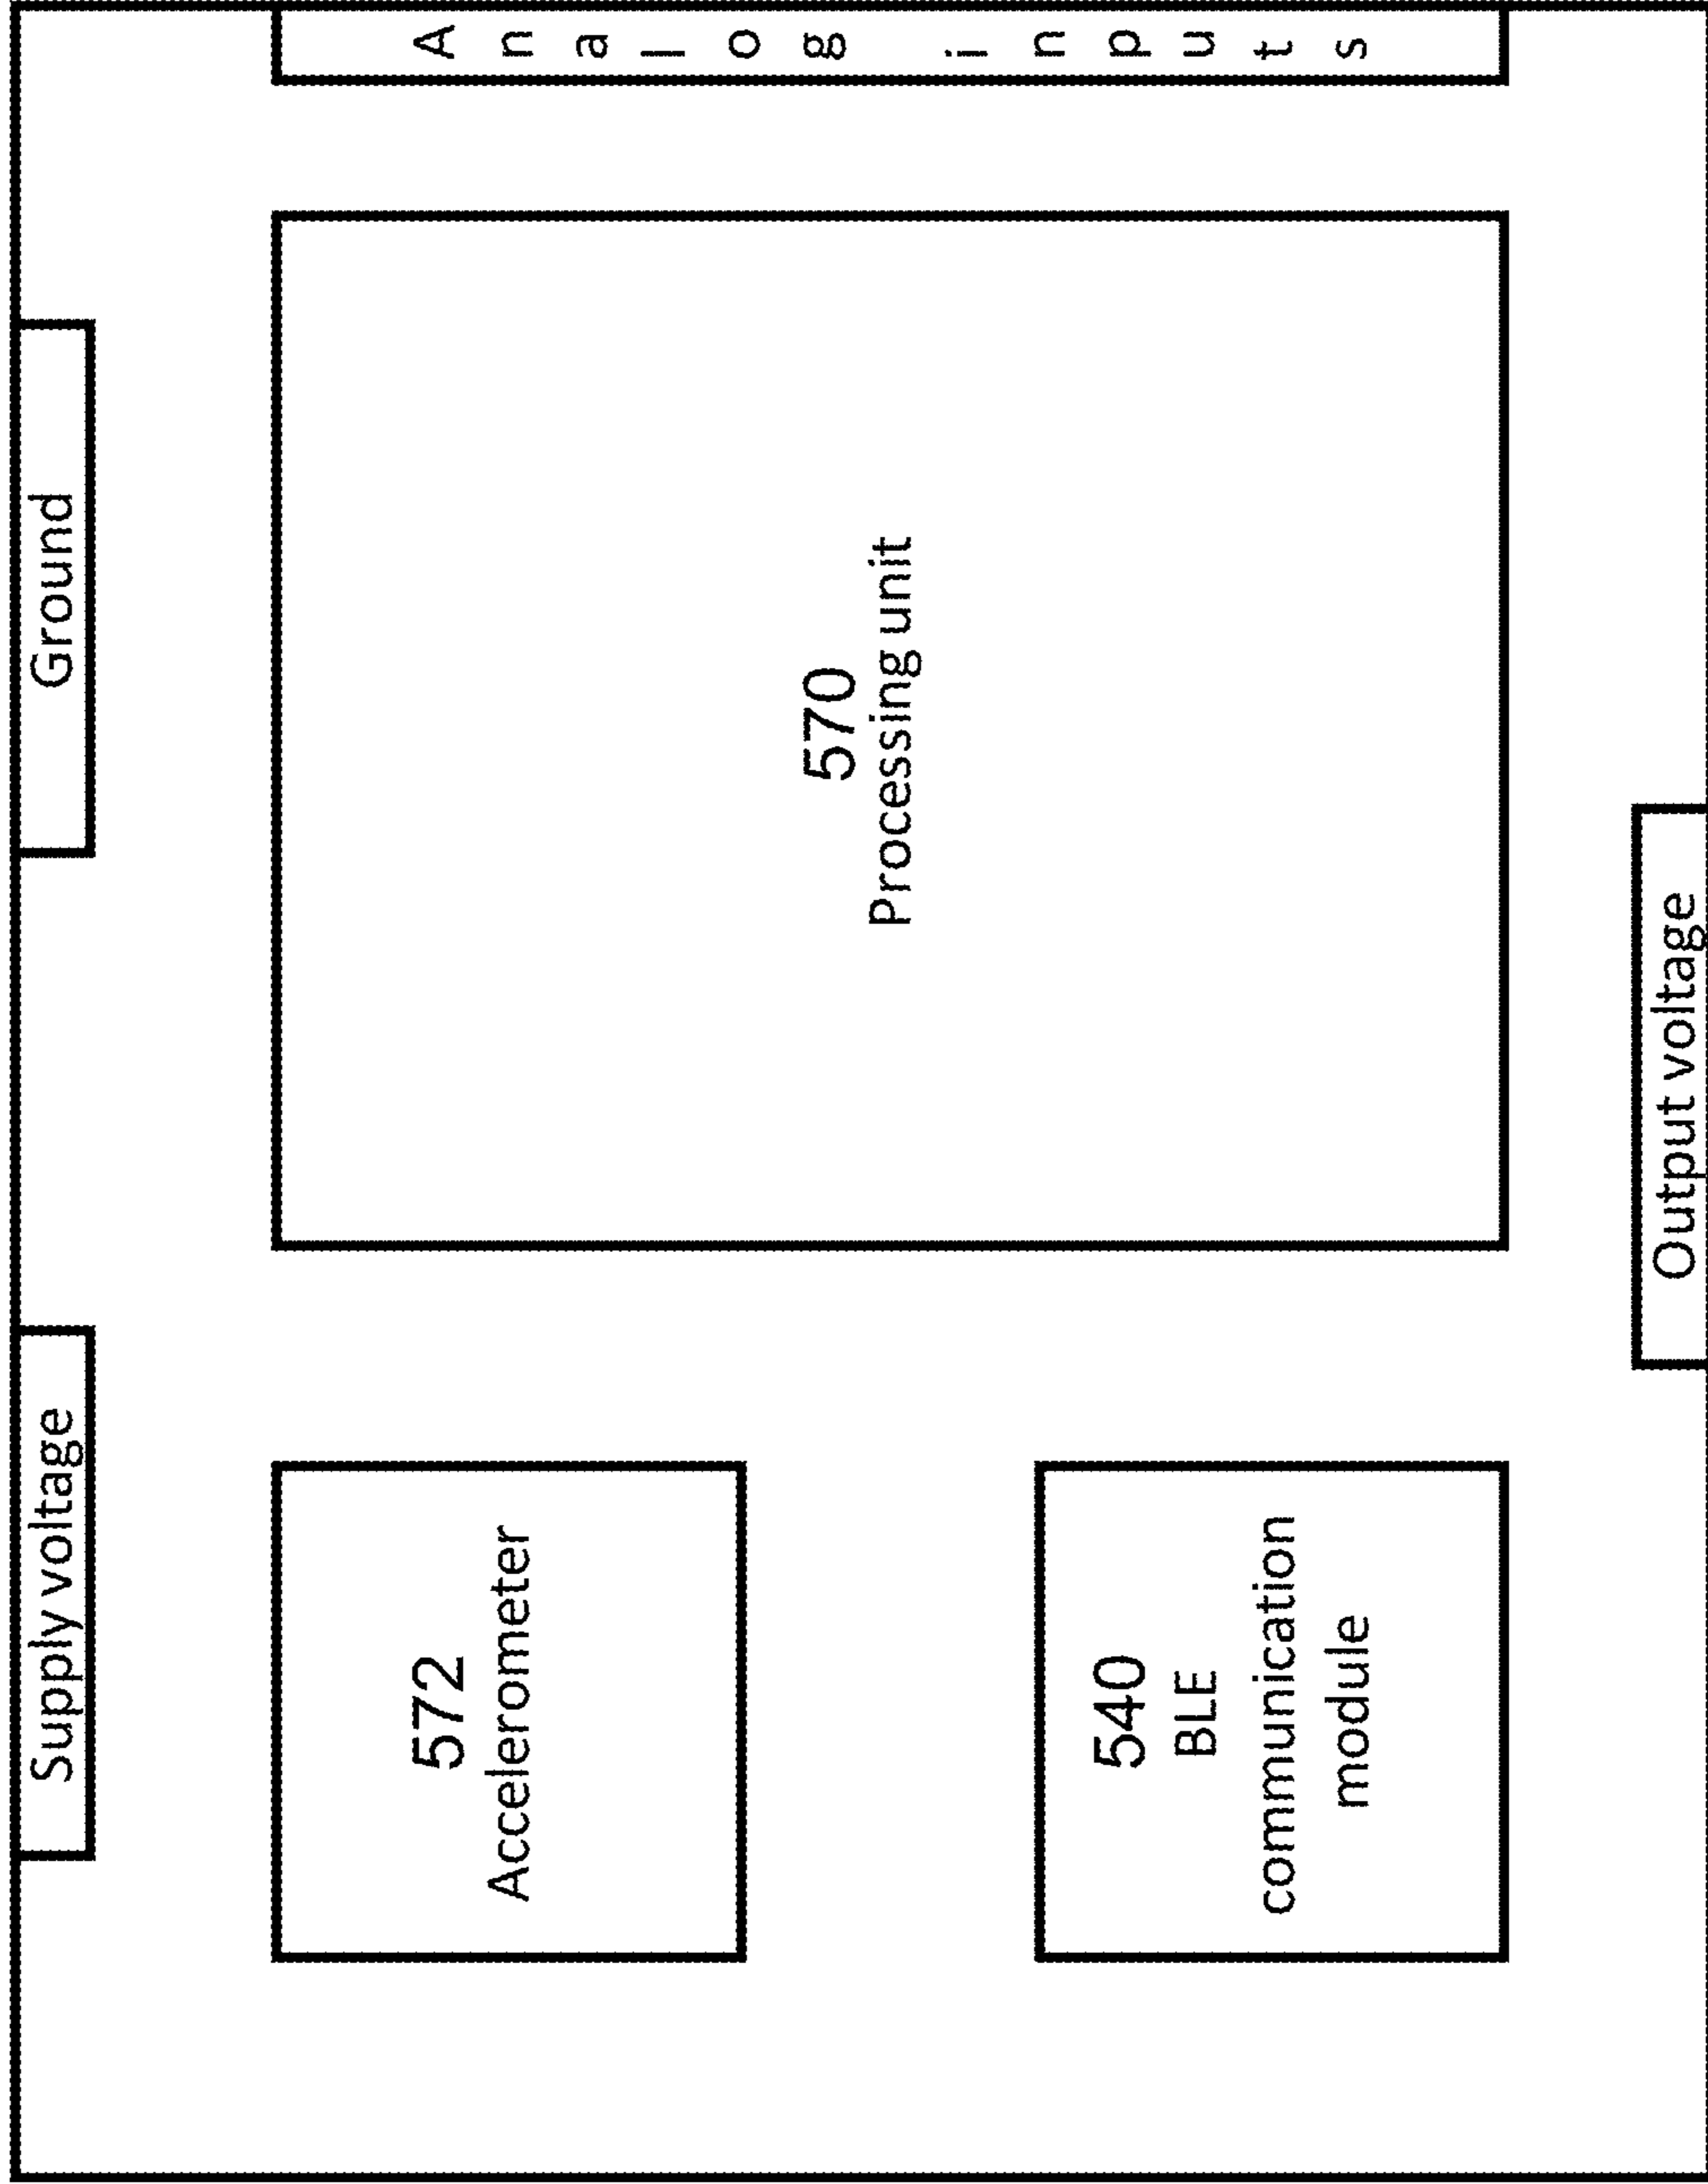 Supply voltage
Ground
572
Accelerometer
570
Processing unit
540
BLE
communication
module
Analog inputs
Output voltage